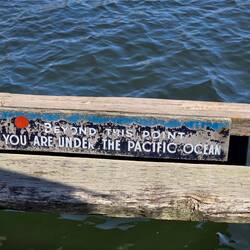 BEYOND THIS POINT
YOU ARE UNDER THE PACIFIC OCEAN